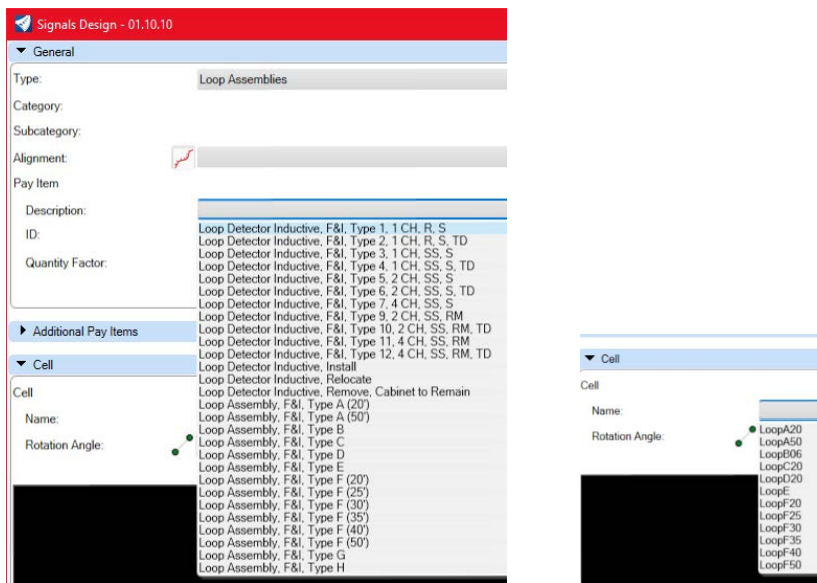 Signals Design - 01.10.10
General
Type:
Loop Assemblies
Category:
Subcategory:
Alignment:
Pay Item
Description:
ID:
Quantity Factor:
Loop Detector Inductive, F&I, Type 1, 1 CH, R, S
Loop Detector Inductive, F&I, Type 2, 1 CH, R, S, TD
Loop Detector Inductive, F&I, Type 3, 1 CH, SS, S
Loop Detector Inductive, F&I, Type 4, 1 CH, SS, S, TD
Loop Detector Inductive, F&I, Type 5, 2 CH, SS, S
Loop Detector Inductive, F&I, Type 6, 2 CH, SS, S, TD
Loop Detector Inductive, F&I, Type 7, 4 CH, SS, S
Loop Detector Inductive, F&I, Type 9, 2 CH, SS, RM
Loop Detector Inductive, F&I, Type 10, 2 CH, SS, RM, TD
Loop Detector Inductive, F&I, Type 11, 4 CH, SS, RM
Loop Detector Inductive, F&I, Type 12, 4 CH, SS, RM, TD
Loop Detector Inductive, Install
Loop Detector Inductive, Relocate
Loop Detector Inductive, Remove, Cabinet to Remain
Loop Assembly, F&I, Type A (20')
Loop Assembly, F&I, Type A (50')
Loop Assembly, F&I, Type B
Loop Assembly, F&I, Type C
Loop Assembly, F&I, Type D
Loop Assembly, F&I, Type E
Loop Assembly, F&I, Type F (20')
Loop Assembly, F&I, Type F (25')
Loop Assembly, F&I, Type F (30')
Loop Assembly, F&I, Type F (35')
Loop Assembly, F&I, Type F (40')
Loop Assembly, F&I, Type F (50')
Loop Assembly, F&I, Type G
Loop Assembly, F&I, Type H
Additional Pay Items
Cell
Cell
Name:
Rotation Angle:
Cell
Cell
Name:
Rotation Angle:
LoopA20
LoopA50
LoopB06
LoopC20
LoopD20
LoopE
LoopF20
LoopF25
LoopF30
LoopF35
LoopF40
LoopF50